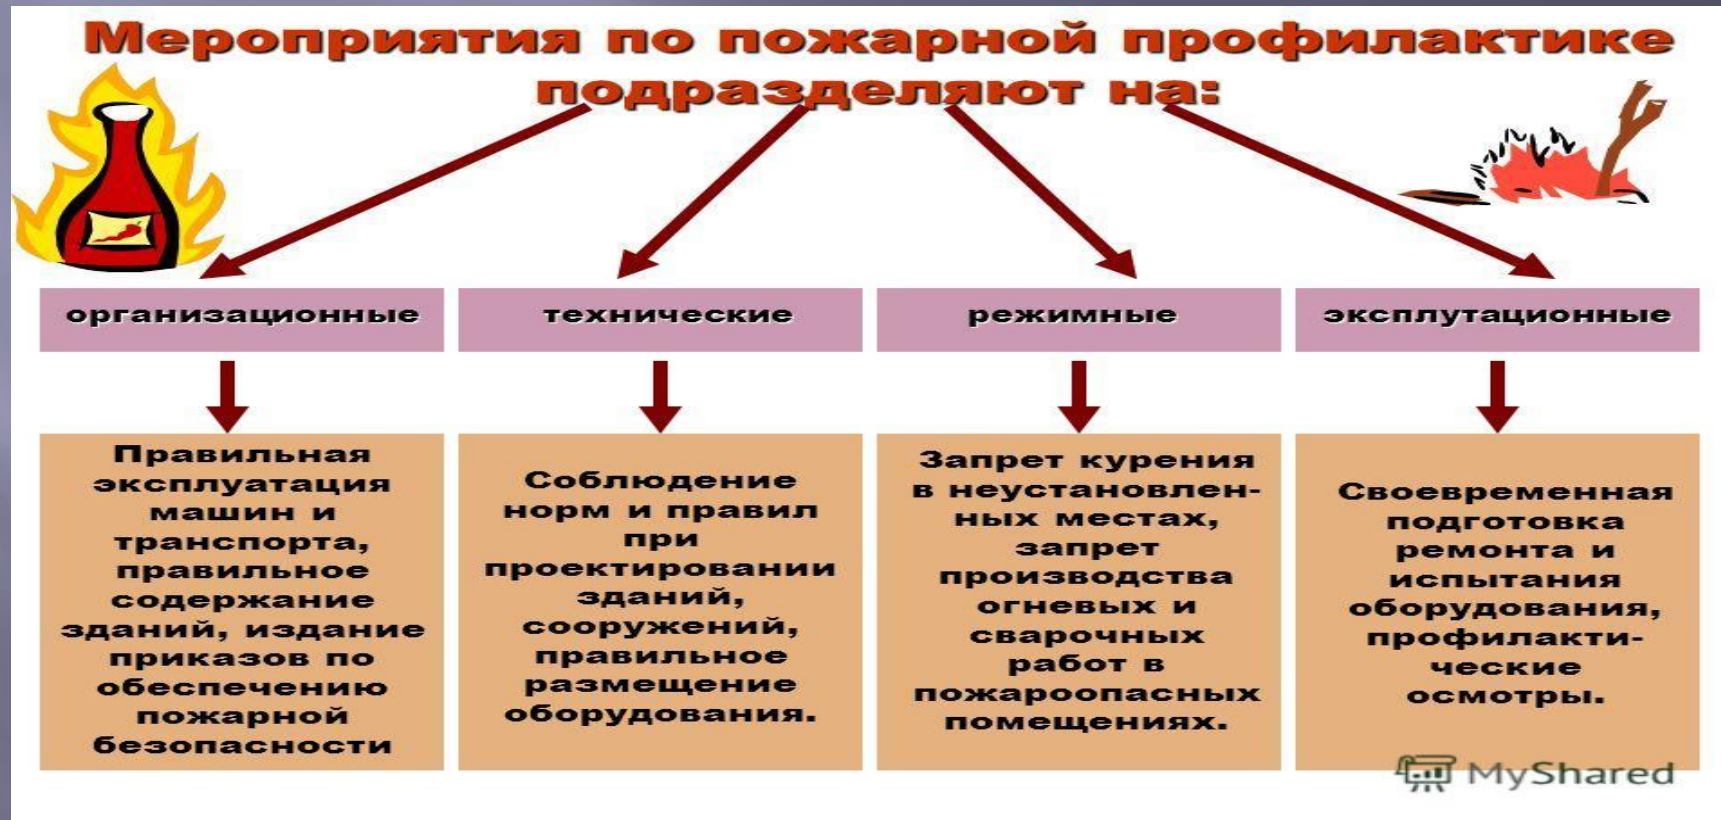 Мероприятия по пожарной профилактике
подразделяют на:
организационные
технические
режимные
эксплутационные
Правильная
эксплуатация
машин и
транспорта,
правильное
содержание
зданий, издание
приказов по
обеспечению
пожарной
безопасности
Соблюдение
норм и правил
при
проектировании
зданий,
сооружений,
правильное
размещение
оборудования.
Запрет курения
в неустановлен-
ных местах,
запрет
производства
огневых и
сварочных
работ в
пожароопасных
помещениях.
Своевременная
подготовка
ремонта и
испытания
оборудования,
профилакти-
ческие
осмотры.
MyShared